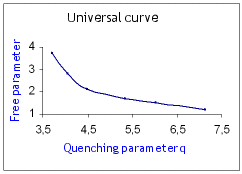 Universal curve
Free parameter
4
3
2
1
3,5 4,5 5,5 6,5 7,5
Quenching parameter q